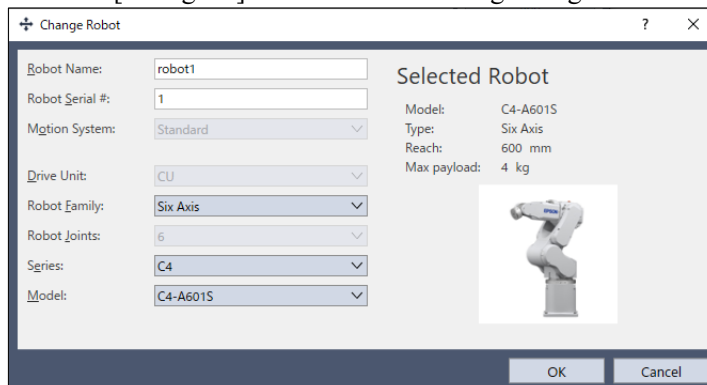 Change Robot ? ×
Robot Name: robot1
Robot Serial #: 1
Motion System: Standard
Drive Unit: CU
Robot Family: Six Axis
Robot Joints: 6
Series: C4
Model: C4-A601S
Selected Robot
Model: C4-A601S
Type: Six Axis
Reach: 600 mm
Max payload: 4 kg
EPSON
OK Cancel